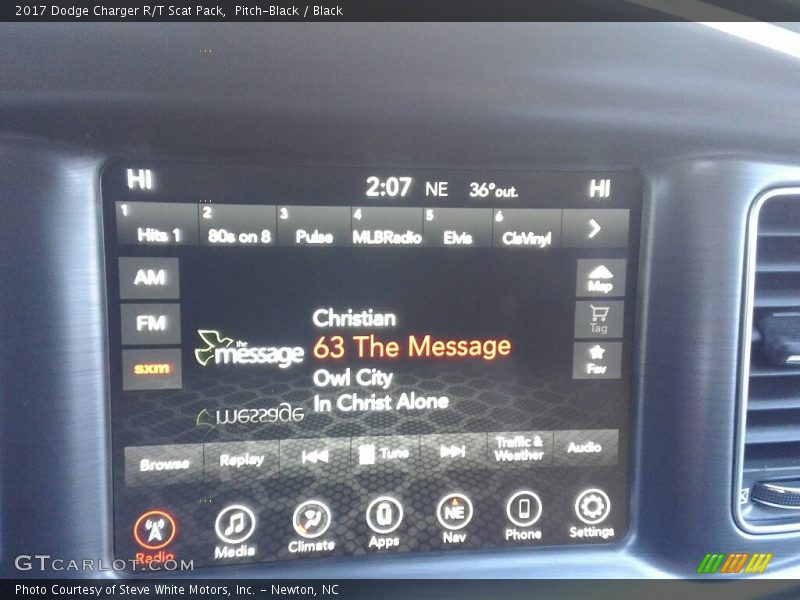 2017 Dodge Charger R/T Scat Pack,  Pitch-Black / Black
HI 2:07 NE 36° out. HI
1 Hits 1 2 80s on 8 3 Pulse 4 MLBRadio 5 Elvis 6 ClsVinyl >
AM
FM
sxm
Map
Tag
Fav
the message
Christian
63 The Message
Owl City
In Christ Alone
message
Browse Replay Tune Traffic & Weather Audio
Radio Media Climate Apps NE Nav Phone Settings
GTCARLOT.COM
Photo Courtesy of Steve White Motors, Inc. - Newton, NC